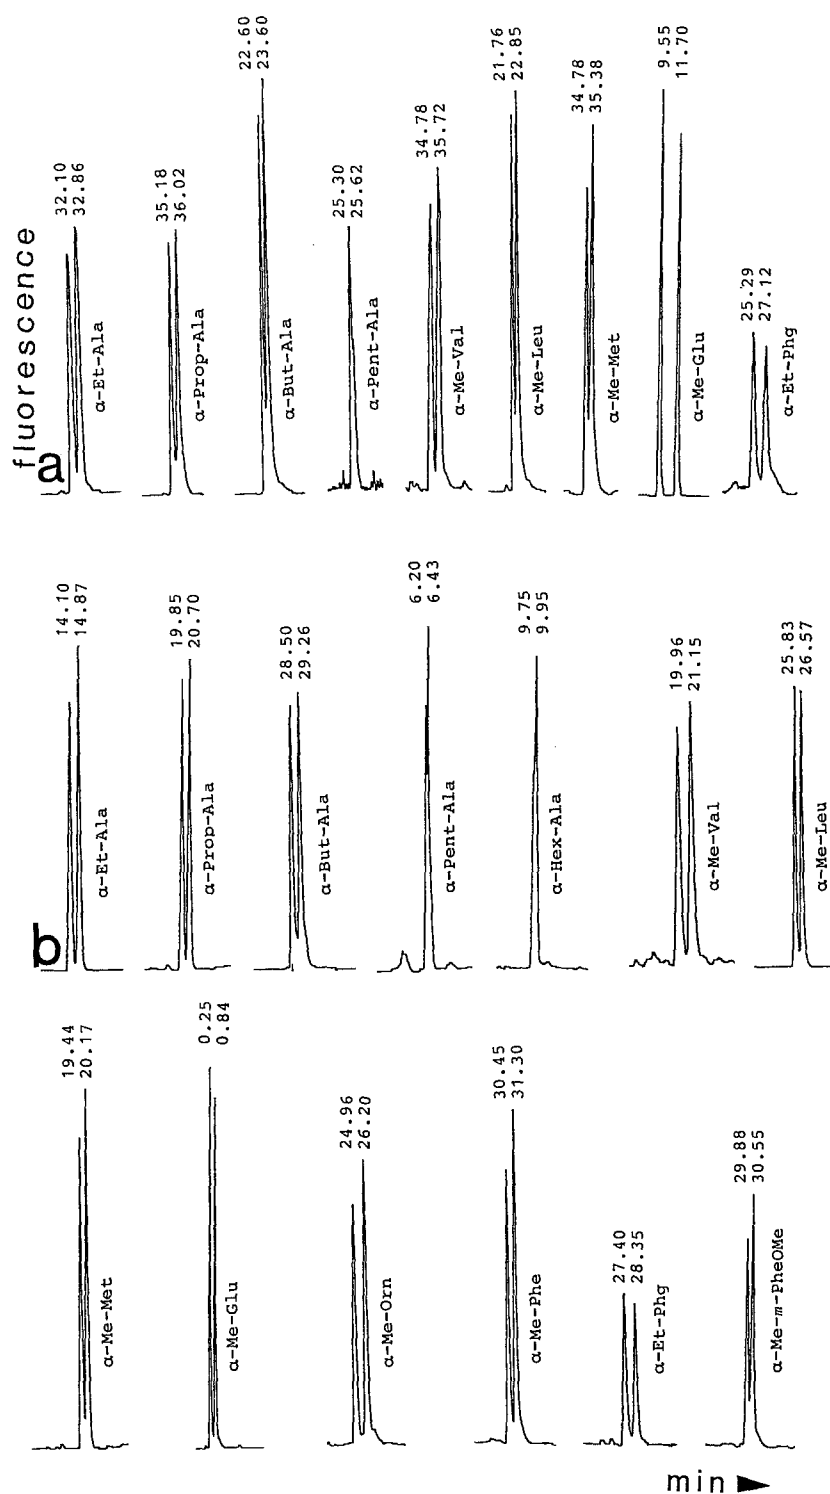 fluorescence
a
32.10
32.86
α-Et-Ala
35.18
36.02
α-Prop-Ala
22.60
23.60
α-But-Ala
25.30
25.62
α-Pent-Ala
34.78
35.72
α-Me-Val
21.76
22.85
α-Me-Leu
34.78
35.38
α-Me-Met
9.55
11.70
α-Me-Glu
25.29
27.12
α-Et-Phg
b
14.10
14.87
α-Et-Ala
19.85
20.70
α-Prop-Ala
28.50
29.26
α-But-Ala
6.20
6.43
α-Pent-Ala
9.75
9.95
α-Hex-Ala
19.96
21.15
α-Me-Val
25.83
26.57
α-Me-Leu
19.44
20.17
α-Me-Met
0.25
0.84
α-Me-Glu
24.96
26.20
α-Me-Orn
30.45
31.30
α-Me-Phe
27.40
28.35
α-Et-Phg
29.88
30.55
α-Me-m-PheOMe
min